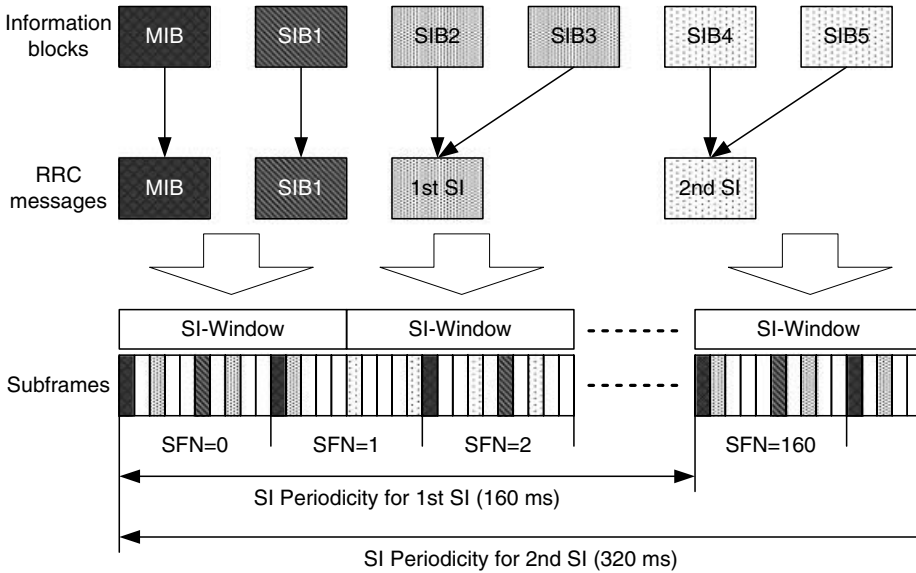 Information blocks
MIB
SIB1
SIB2
SIB3
SIB4
SIB5
RRC messages
MIB
SIB1
1st SI
2nd SI
SI-Window
SI-Window
SI-Window
Subframes
SFN=0
SFN=1
SFN=2
SFN=160
SI Periodicity for 1st SI (160 ms)
SI Periodicity for 2nd SI (320 ms)